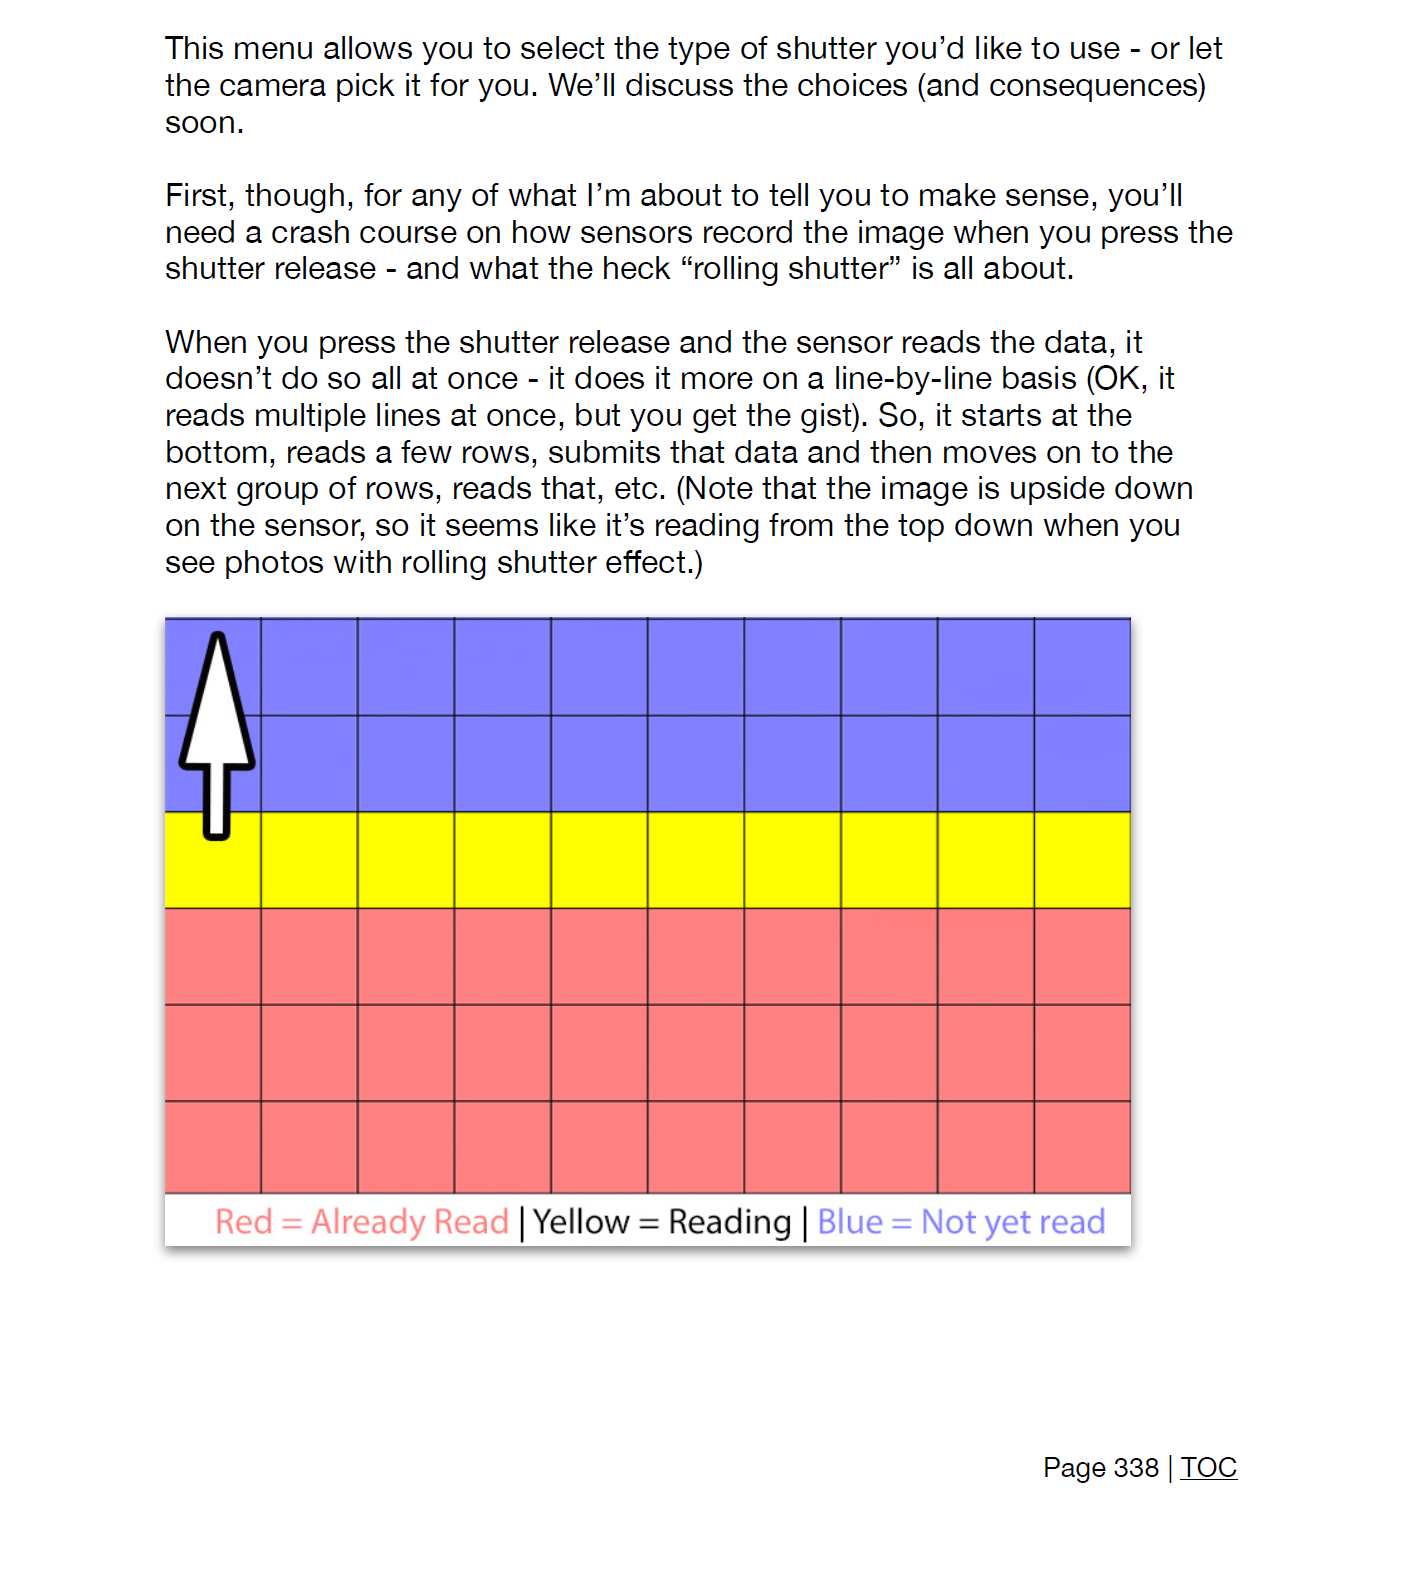 This menu allows you to select the type of shutter you’d like to use - or let
the camera pick it for you. We’ll discuss the choices (and consequences)
soon.
First, though, for any of what I’m about to tell you to make sense, you’ll
need a crash course on how sensors record the image when you press the
shutter release - and what the heck “rolling shutter” is all about.
When you press the shutter release and the sensor reads the data, it
doesn’t do so all at once - it does it more on a line-by-line basis (OK, it
reads multiple lines at once, but you get the gist). So, it starts at the
bottom, reads a few rows, submits that data and then moves on to the
next group of rows, reads that, etc. (Note that the image is upside down
on the sensor, so it seems like it’s reading from the top down when you
see photos with rolling shutter effect.)
Red = Already Read | Yellow = Reading | Blue = Not yet read
Page 338 | TOC